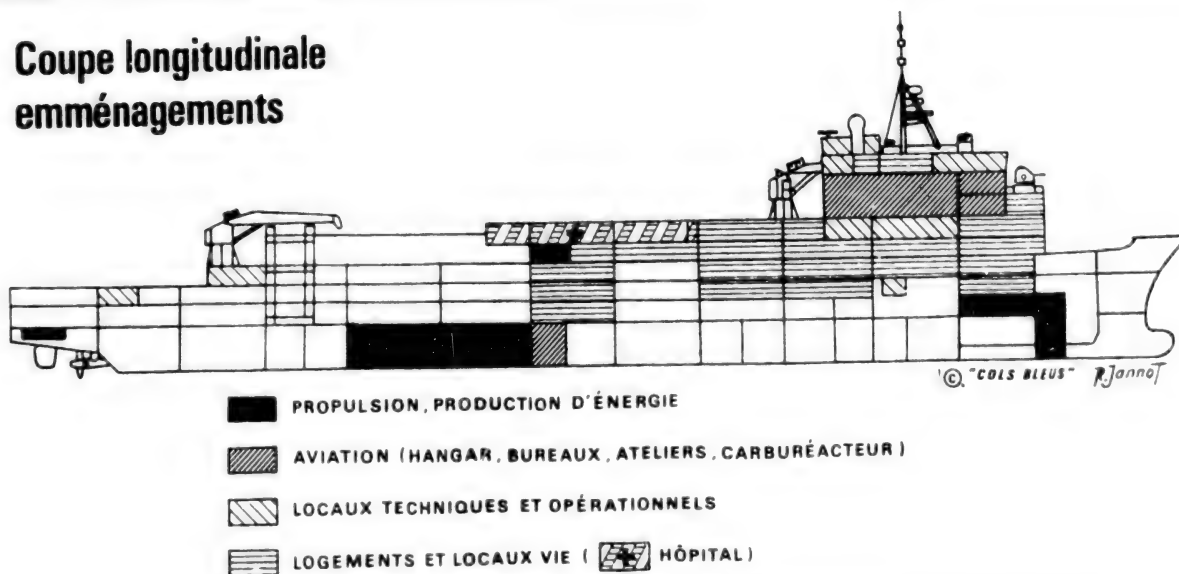 Coupe longitudinale
emménagements
©. "COLS BLEUS" R. Jannot
PROPULSION, PRODUCTION D'ÉNERGIE
AVIATION (HANGAR, BUREAUX, ATELIERS, CARBURÉACTEUR)
LOCAUX TECHNIQUES ET OPÉRATIONNELS
LOGEMENTS ET LOCAUX VIE ( HÔPITAL)